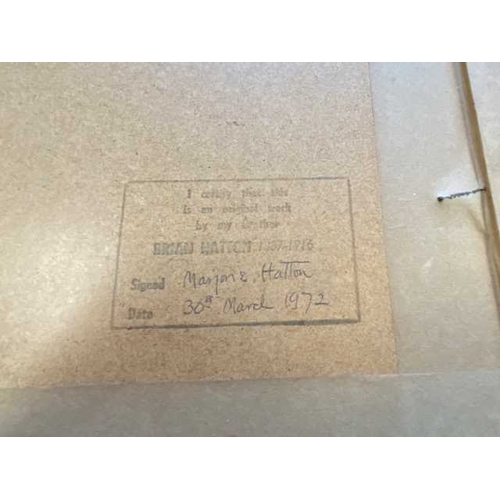 I certify that this
is an original work
by my brother
BRIAN HATTON 1887-1916
Signed Marjorie Hatton
Date 30th March 1972